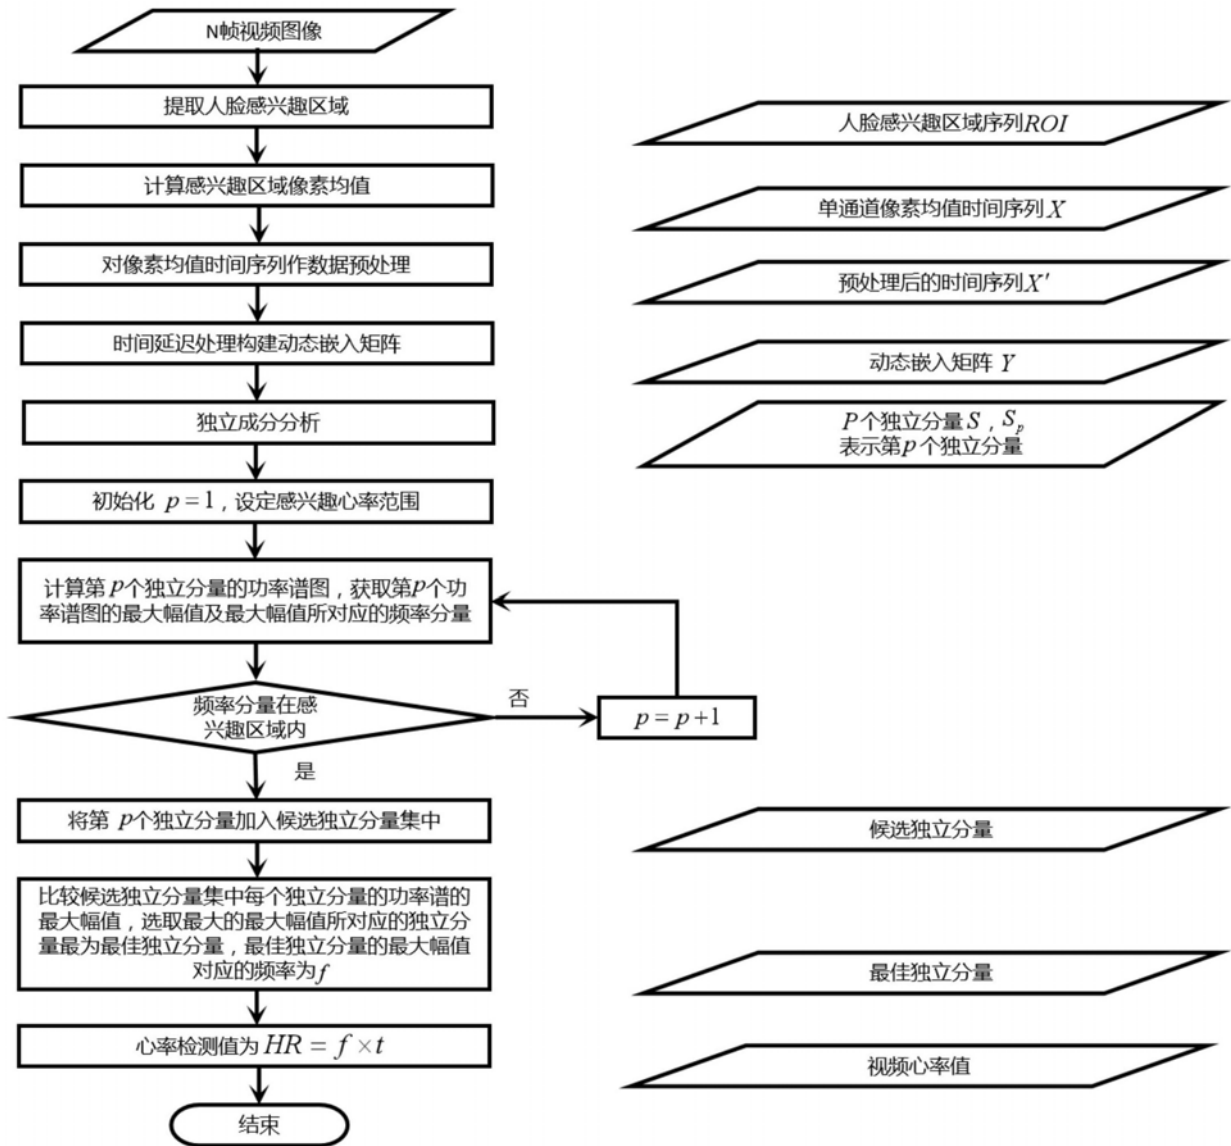 N帧视频图像
提取人脸感兴趣区域
人脸感兴趣区域序列ROI
计算感兴趣区域像素均值
单通道像素均值时间序列 X
对像素均值时间序列作数据预处理
预处理后的时间序列X′
时间延迟处理构建动态嵌入矩阵
动态嵌入矩阵 Y
独立成分分析
P 个独立分量 S , Sp
表示第 p 个独立分量
初始化 p = 1 , 设定感兴趣心率范围
计算第 p个独立分量的功率谱图 , 获取第p个功
率谱图的最大幅值及最大幅值所对应的频率分量
频率分量在感
兴趣区域内
否
p = p + 1
是
将第 p个独立分量加入候选独立分量集中
候选独立分量
比较候选独立分量集中每个独立分量的功率谱的
最大幅值 , 选取最大的最大幅值所对应的独立分
量最为最佳独立分量 , 最佳独立分量的最大幅值
对应的频率为f
最佳独立分量
心率检测值为 HR = f × t
视频心率值
结束